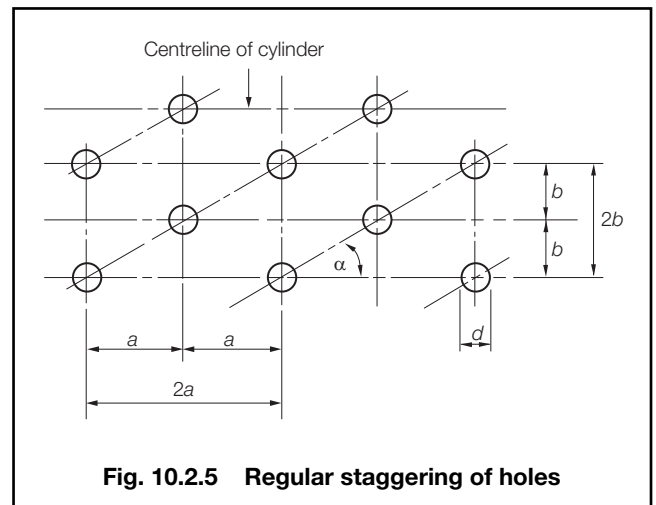 Centreline of cylinder
b
2b
b
α
d
a
a
2a
Fig. 10.2.5 Regular staggering of holes